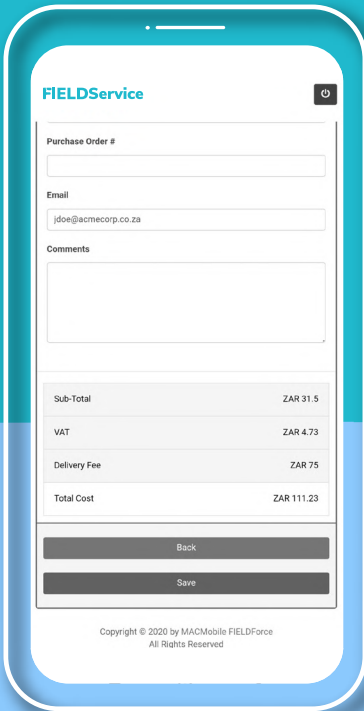 FIELDService
Purchase Order #
Email
jdoe@acmecorp.co.za
Comments
Sub-Total ZAR 31.5
VAT ZAR 4.73
Delivery Fee ZAR 75
Total Cost ZAR 111.23
Back
Save
Copyright © 2020 by MACMobile FIELDForce
All Rights Reserved